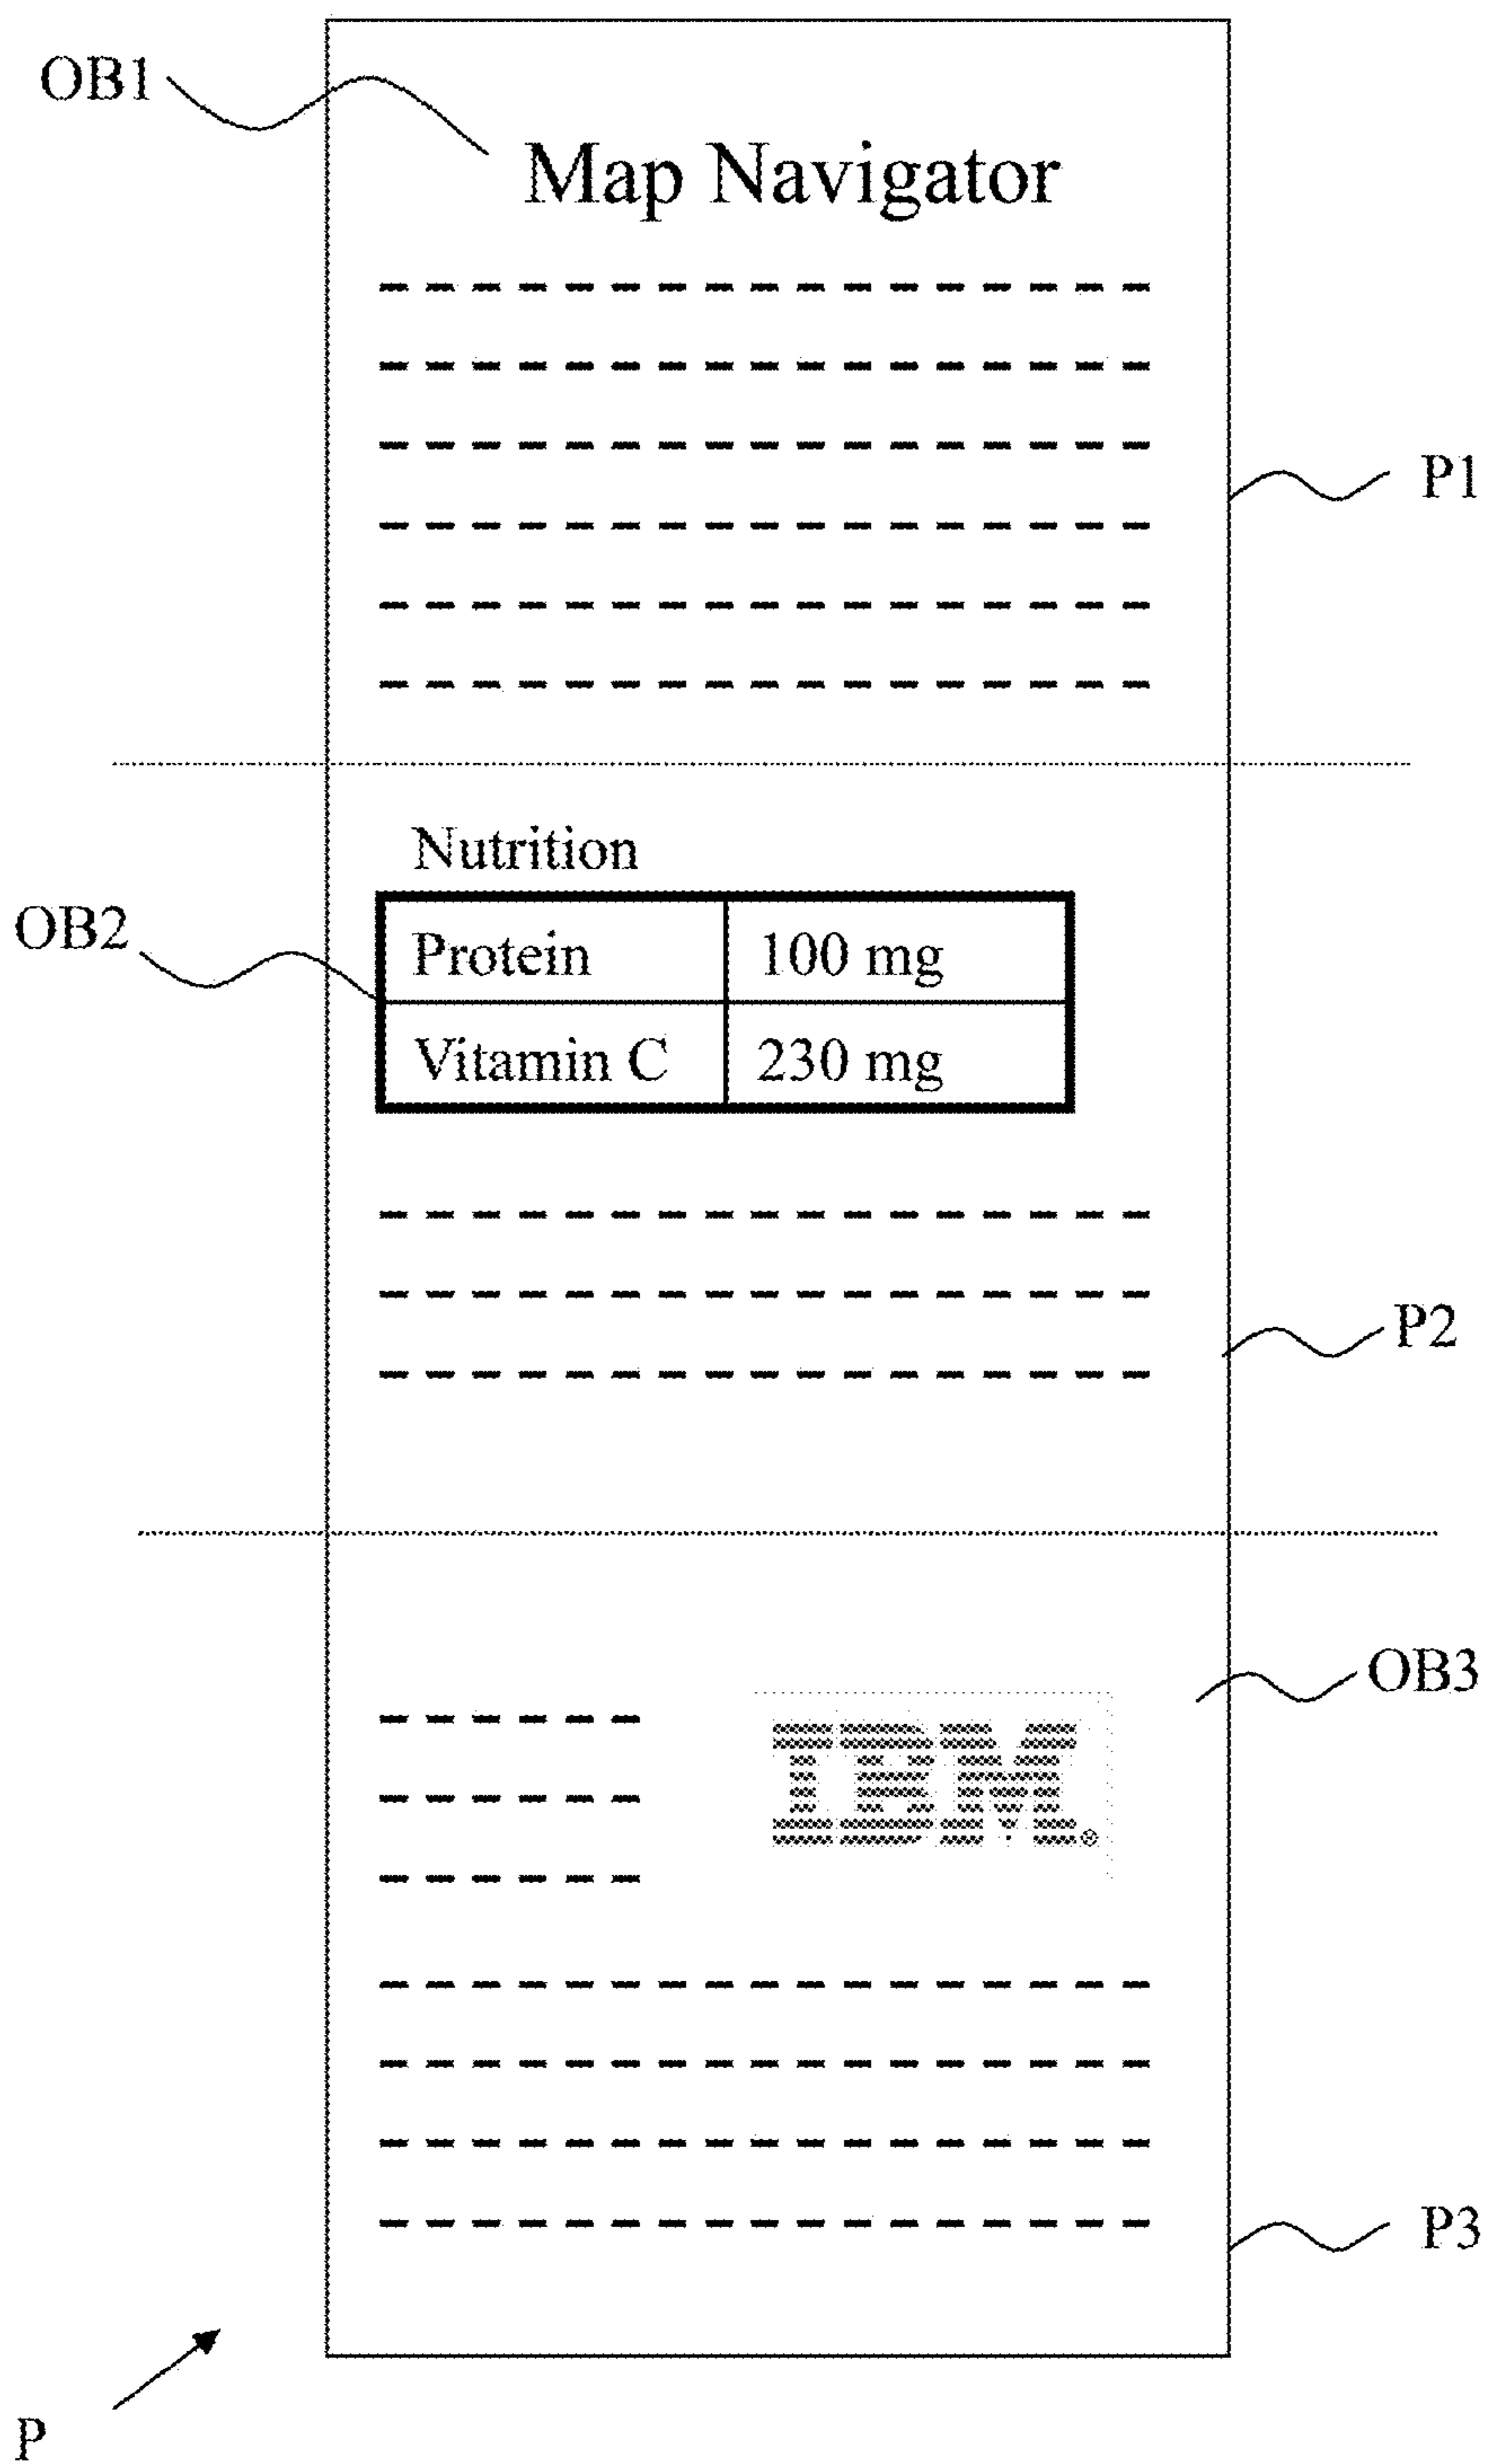 OB1
Map Navigator
P1
Nutrition
OB2
Protein 100 mg
Vitamin C 230 mg
P2
OB3
IBM®
P3
P